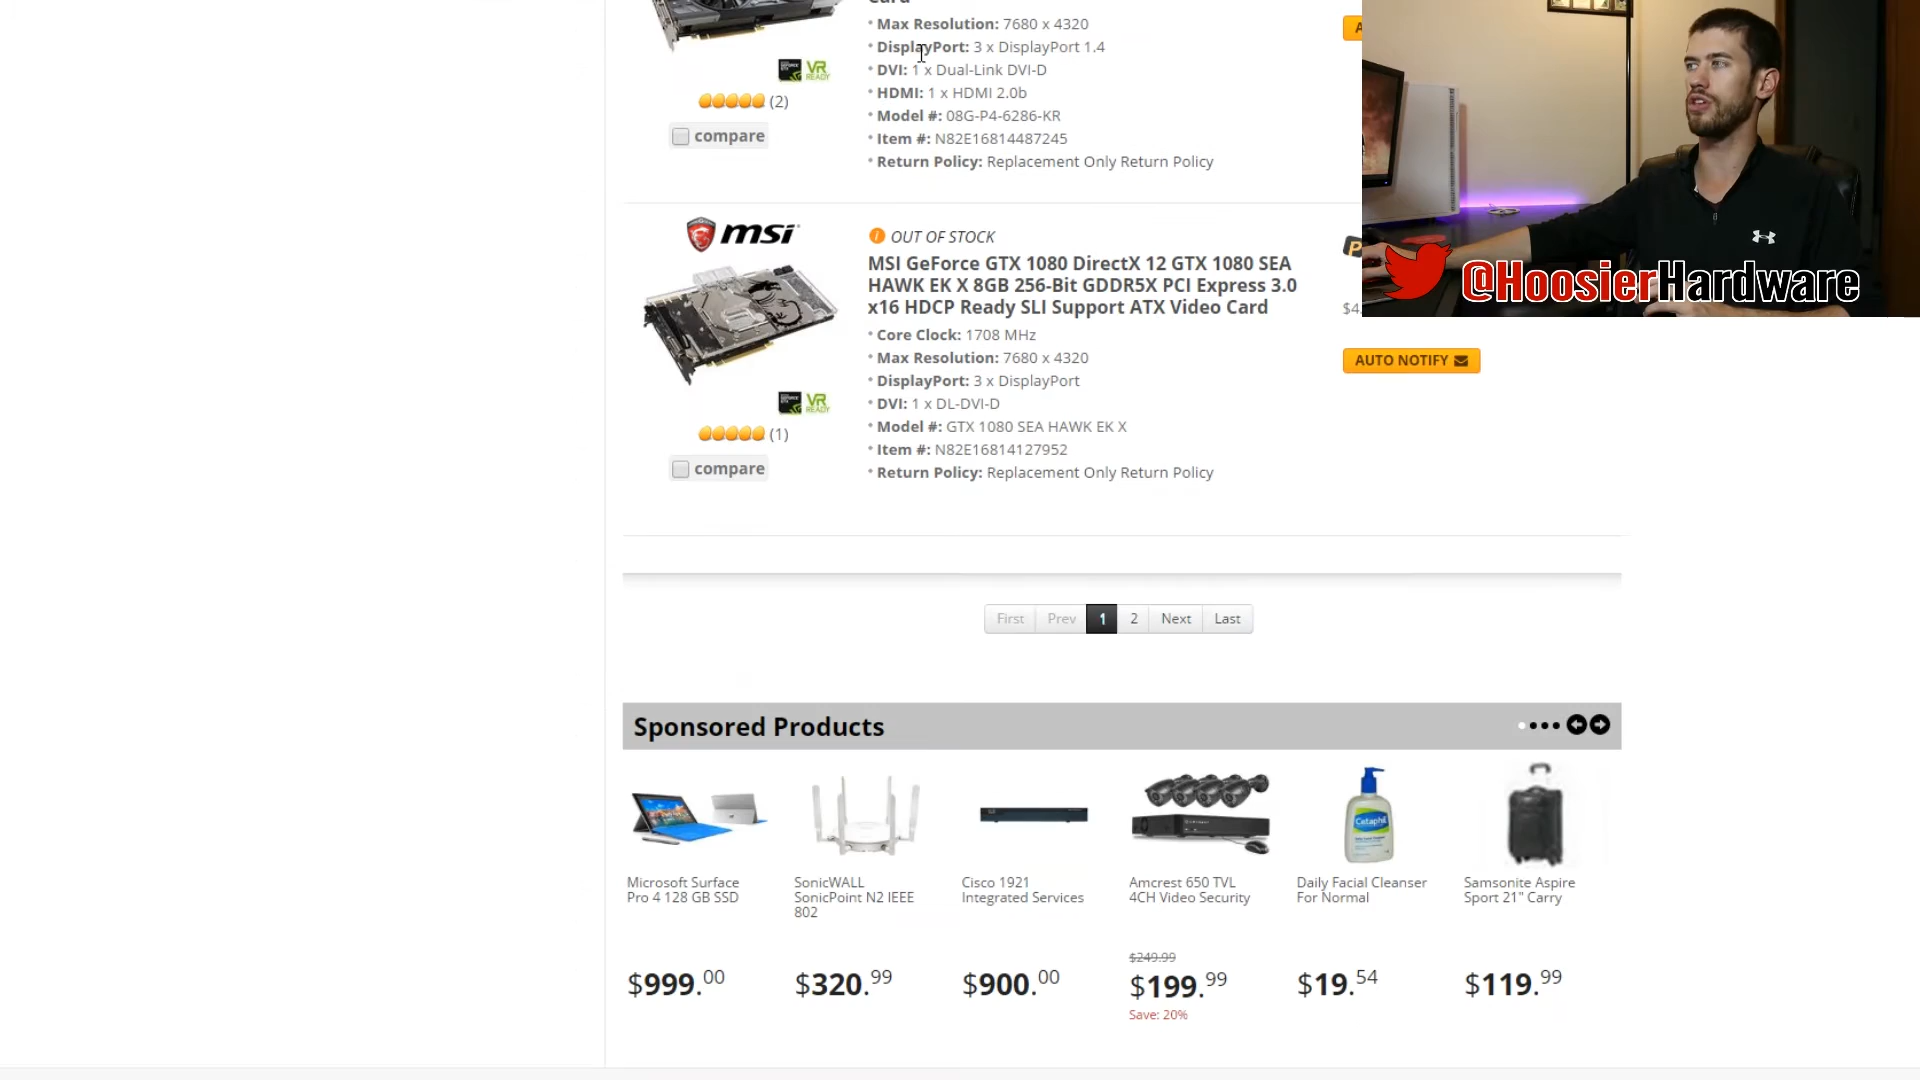 Card
* Max Resolution: 7680 x 4320
* DisplayPort: 3 x DisplayPort 1.4
* DVI: 1 x Dual-Link DVI-D
* HDMI: 1 x HDMI 2.0b
* Model #: 08G-P4-6286-KR
* Item #: N82E16814487245
* Return Policy: Replacement Only Return Policy
VR READY
(2)
compare
msi
OUT OF STOCK
MSI GeForce GTX 1080 DirectX 12 GTX 1080 SEA
HAWK EK X 8GB 256-Bit GDDR5X PCI Express 3.0
x16 HDCP Ready SLI Support ATX Video Card
* Core Clock: 1708 MHz
* Max Resolution: 7680 x 4320
* DisplayPort: 3 x DisplayPort
* DVI: 1 x DL-DVI-D
* Model #: GTX 1080 SEA HAWK EK X
* Item #: N82E16814127952
* Return Policy: Replacement Only Return Policy
VR READY
(1)
compare
$4.
AUTO NOTIFY
@HoosierHardware
First Prev 1 2 Next Last
Sponsored Products
Microsoft Surface
Pro 4 128 GB SSD
$999.00
SonicWALL
SonicPoint N2 IEEE
802
$320.99
Cisco 1921
Integrated Services
$900.00
Amcrest 650 TVL
4CH Video Security
$249.99
$199.99
Save: 20%
Cetaphil
Daily Facial Cleanser
For Normal
$19.54
Samsonite Aspire
Sport 21" Carry
$119.99